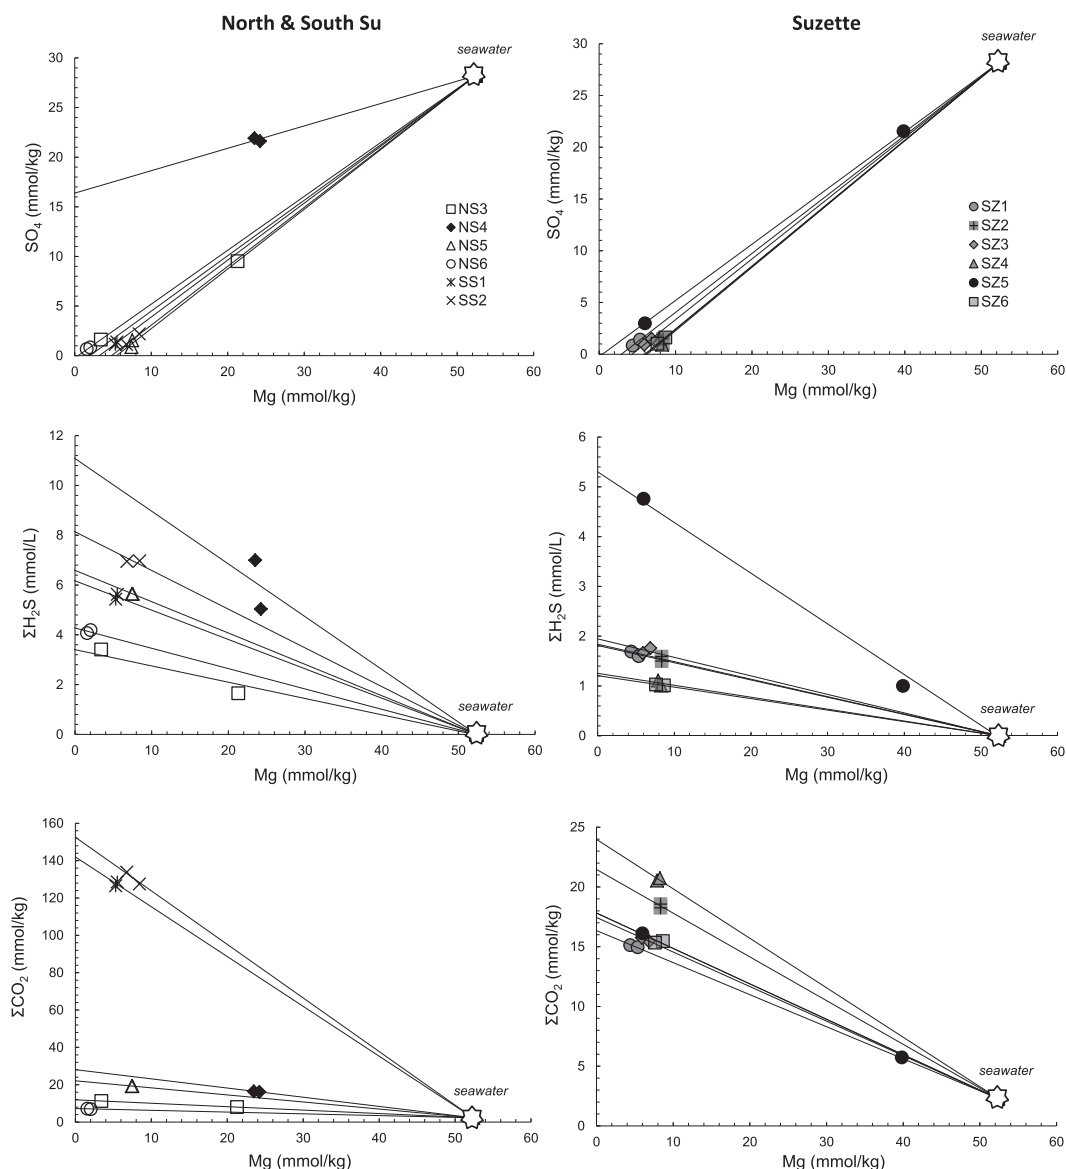 North & South Su
Suzette
seawater
30
25
20
15
10
5
0
0
10
20
30
40
50
60
SO4 (mmol/kg)
Mg (mmol/kg)
NS3
NS4
NS5
NS6
SS1
SS2
seawater
30
25
20
15
10
5
0
0
10
20
30
40
50
60
SO4 (mmol/kg)
Mg (mmol/kg)
SZ1
SZ2
SZ3
SZ4
SZ5
SZ6
12
10
8
6
4
2
0
0
10
20
30
40
50
60
ΣH2S (mmol/L)
Mg (mmol/kg)
seawater
6
5
4
3
2
1
0
0
10
20
30
40
50
60
ΣH2S (mmol/L)
Mg (mmol/kg)
seawater
160
140
120
100
80
60
40
20
0
0
10
20
30
40
50
60
ΣCO2 (mmol/kg)
Mg (mmol/kg)
seawater
25
20
15
10
5
0
0
10
20
30
40
50
60
ΣCO2 (mmol/kg)
Mg (mmol/kg)
seawater